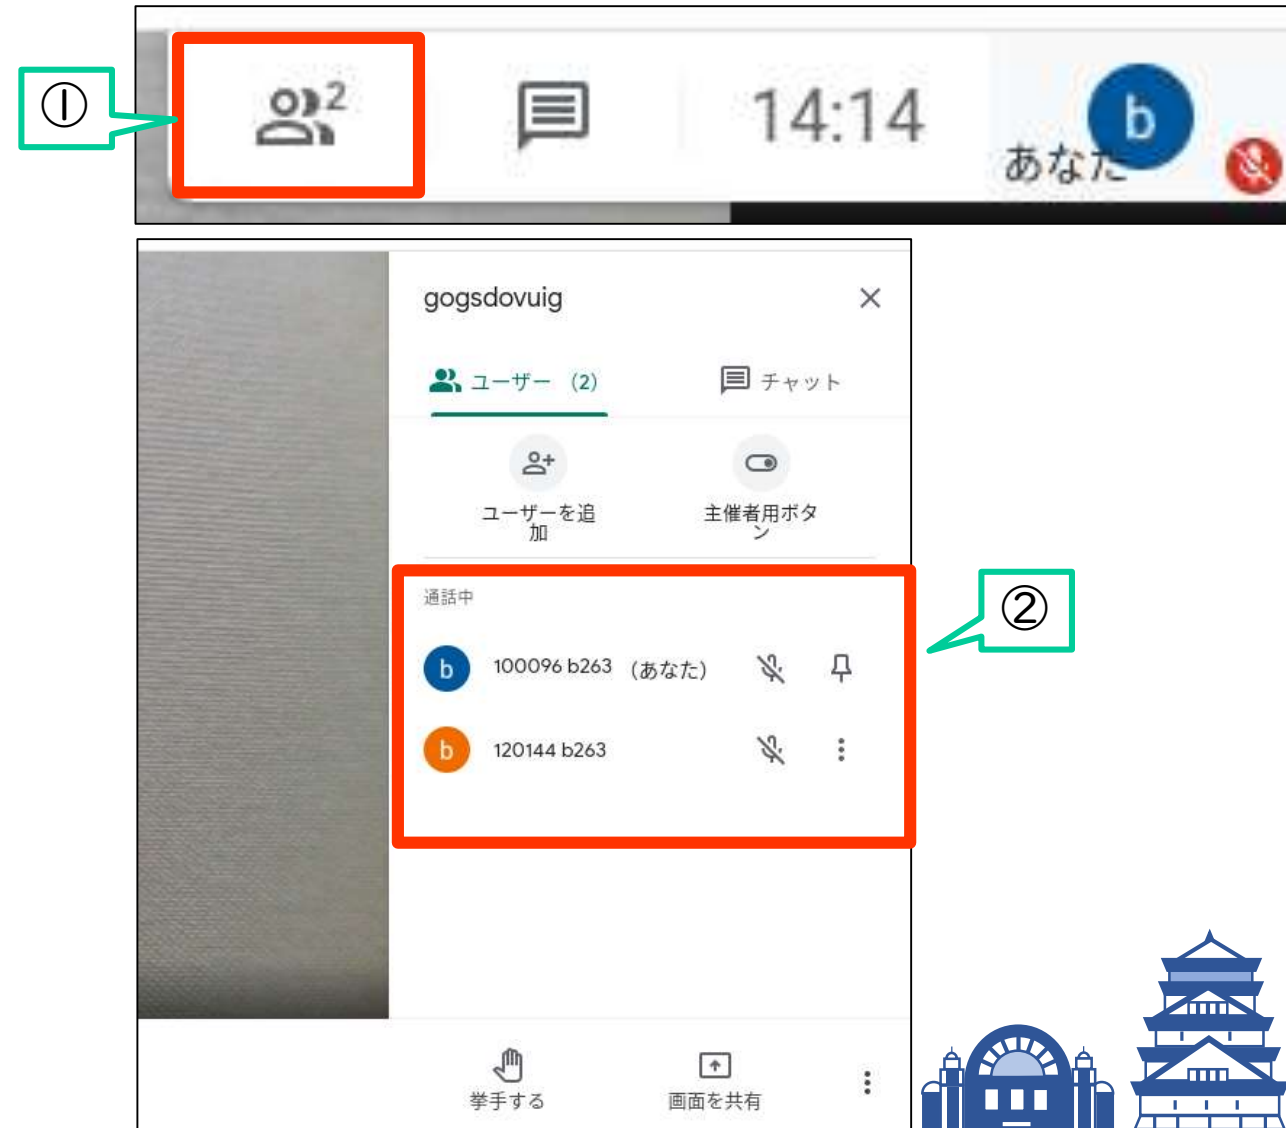 ①
2
14:14
b
あなた
gogsdovuig
ユーザー (2)
チャット
ユーザーを追
加
主催者用ボタ
ン
通話中
②
b
100096 b263 (あなた)
b
120144 b263
挙手する
画面を共有